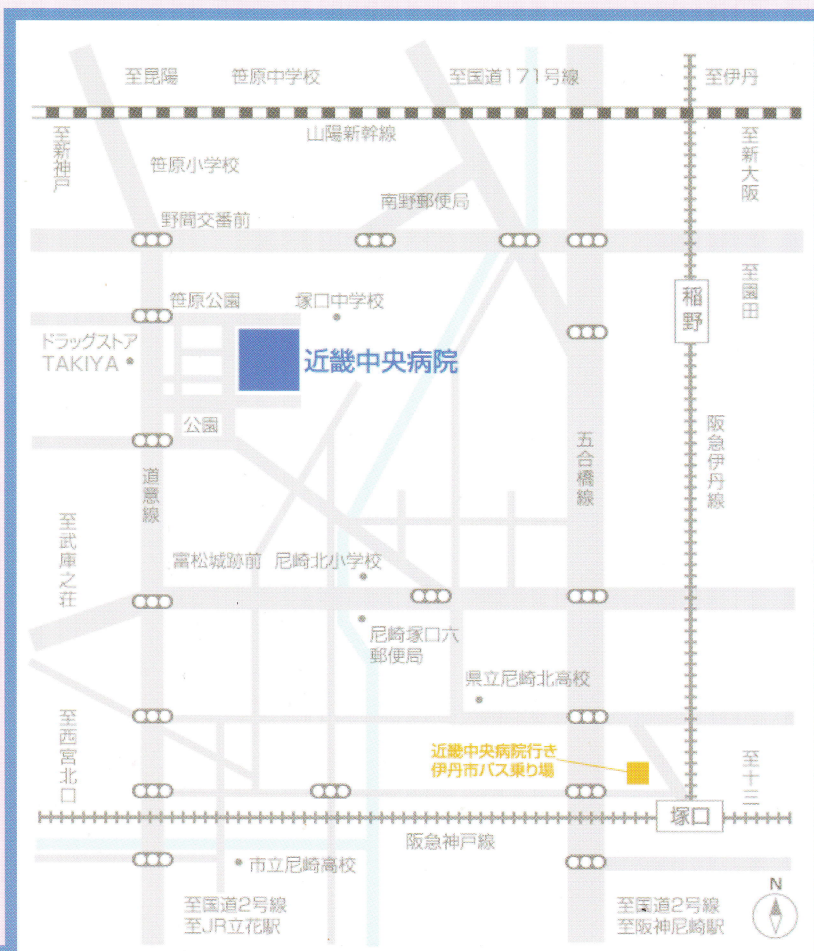 至昆陽
笹原中学校
至国道171号線
至伊丹
山陽新幹線
至新神戸
至新大阪
笹原小学校
南野郵便局
野間交番前
至園田
稲野
笹原公園
塚口中学校
ドラッグストア
TAKIYA
近畿中央病院
公園
五合橋線
阪急伊丹線
道意線
至武庫之荘
富松城跡前
尼崎北小学校
尼崎塚口六
郵便局
県立尼崎北高校
至西宮北口
近畿中央病院行き
伊丹市バス乗り場
至十三
塚口
阪急神戸線
市立尼崎高校
至国道2号線
至JR立花駅
至国道2号線
至阪神尼崎駅
N